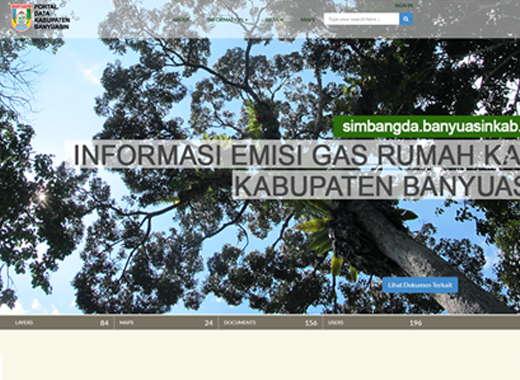 PORTAL
DATA
KABUPATEN
BANYUASIN
SIGN IN
ABOUT INFORMATION DATA MAPS
Type your search here ...
simbangda.banyuasinkab.
INFORMASI EMISI GAS RUMAH KA
KABUPATEN BANYUAS
Lihat Dokumen Terkait
LAYERS 84 MAPS 24 DOCUMENTS 156 USERS 196